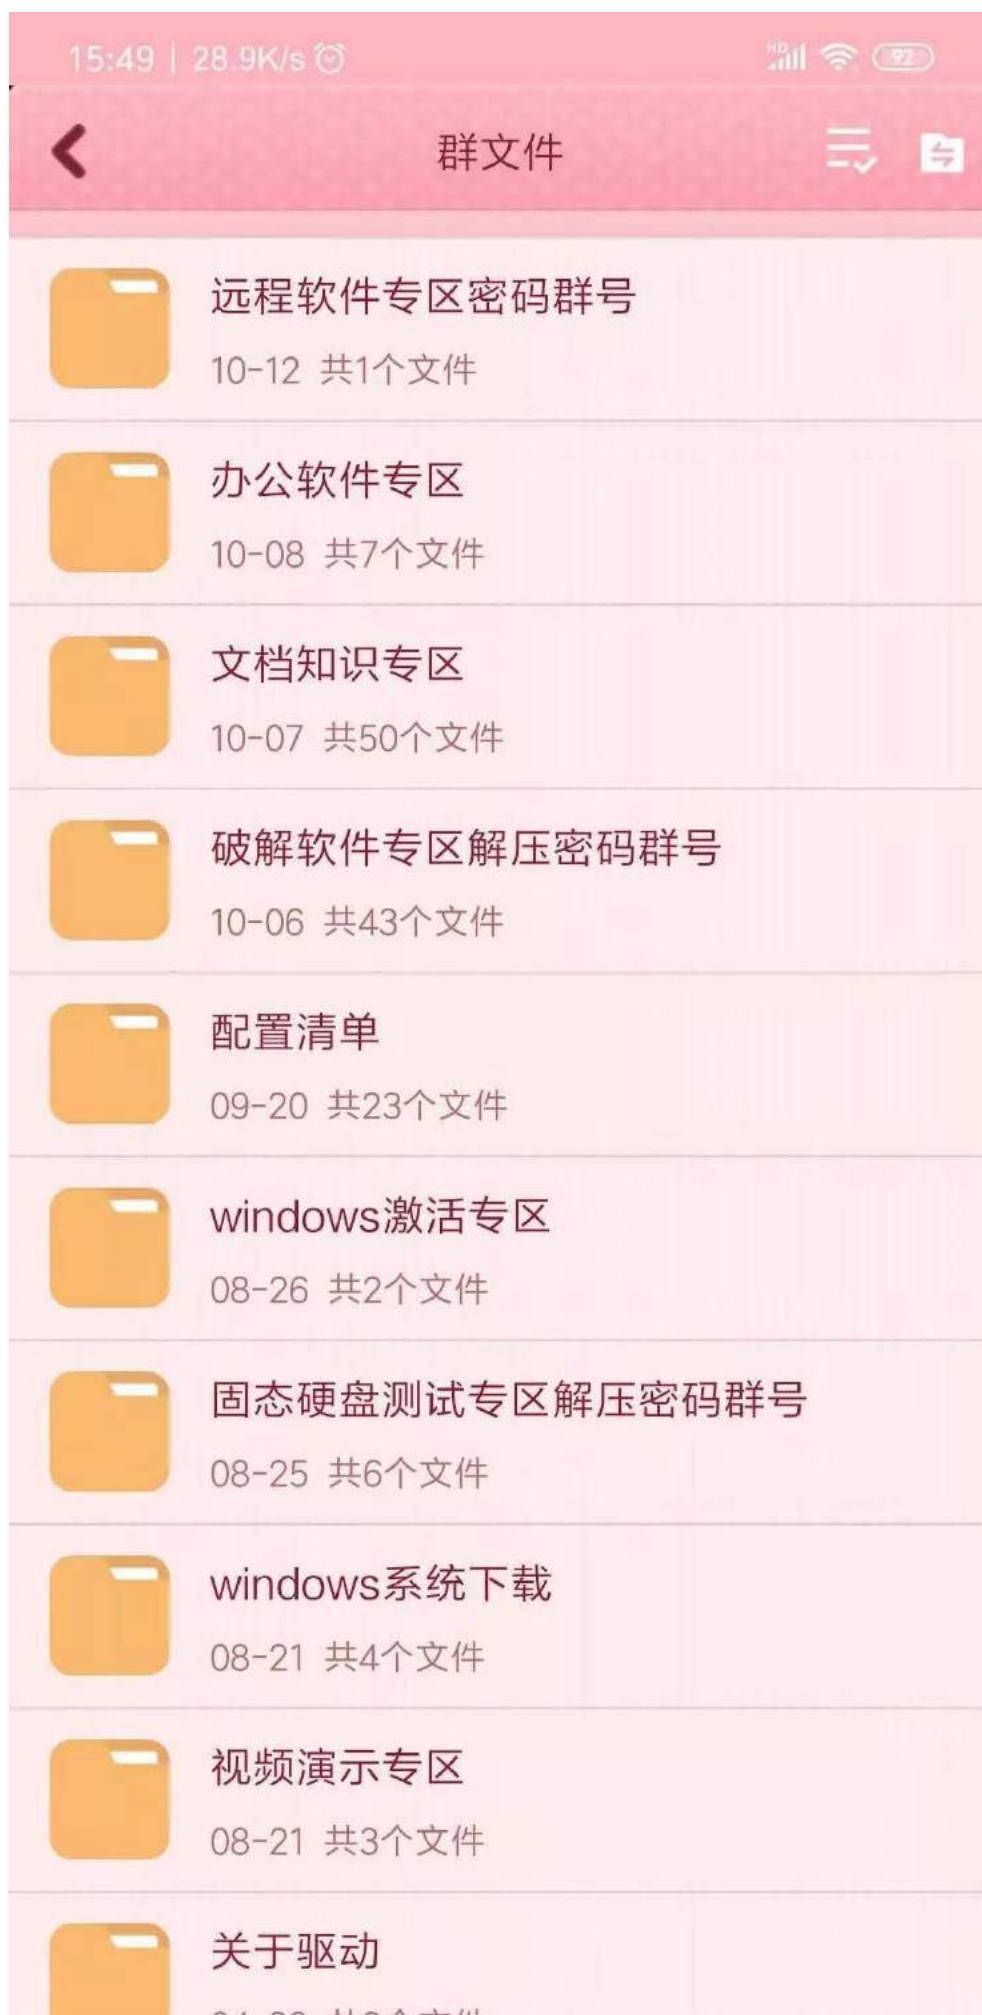 15:49 | 28.9K/s
HD
92
群文件
远程软件专区密码群号
10-12 共1个文件
办公软件专区
10-08 共7个文件
文档知识专区
10-07 共50个文件
破解软件专区解压密码群号
10-06 共43个文件
配置清单
09-20 共23个文件
windows激活专区
08-26 共2个文件
固态硬盘测试专区解压密码群号
08-25 共6个文件
windows系统下载
08-21 共4个文件
视频演示专区
08-21 共3个文件
关于驱动